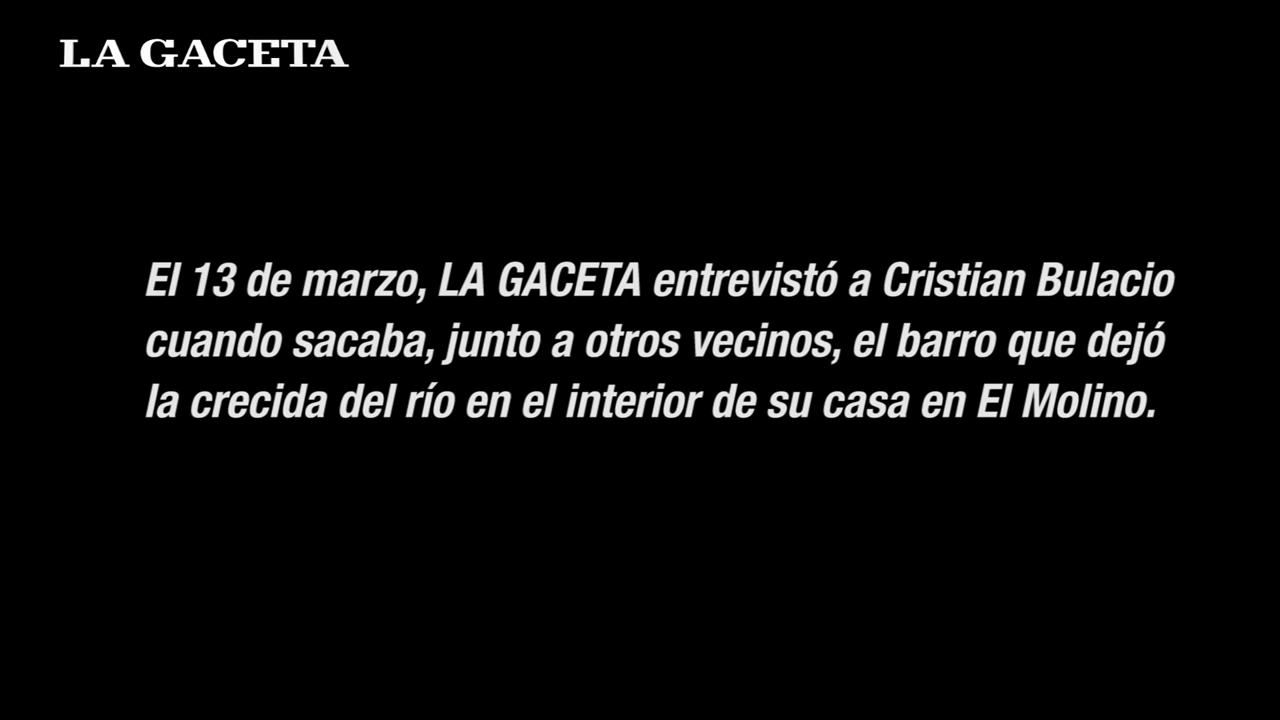 LA GACETA
El 13 de marzo, LA GACETA entrevistó a Cristian Bulacio
cuando sacaba, junto a otros vecinos, el barro que dejó
la crecida del río en el interior de su casa en El Molino.